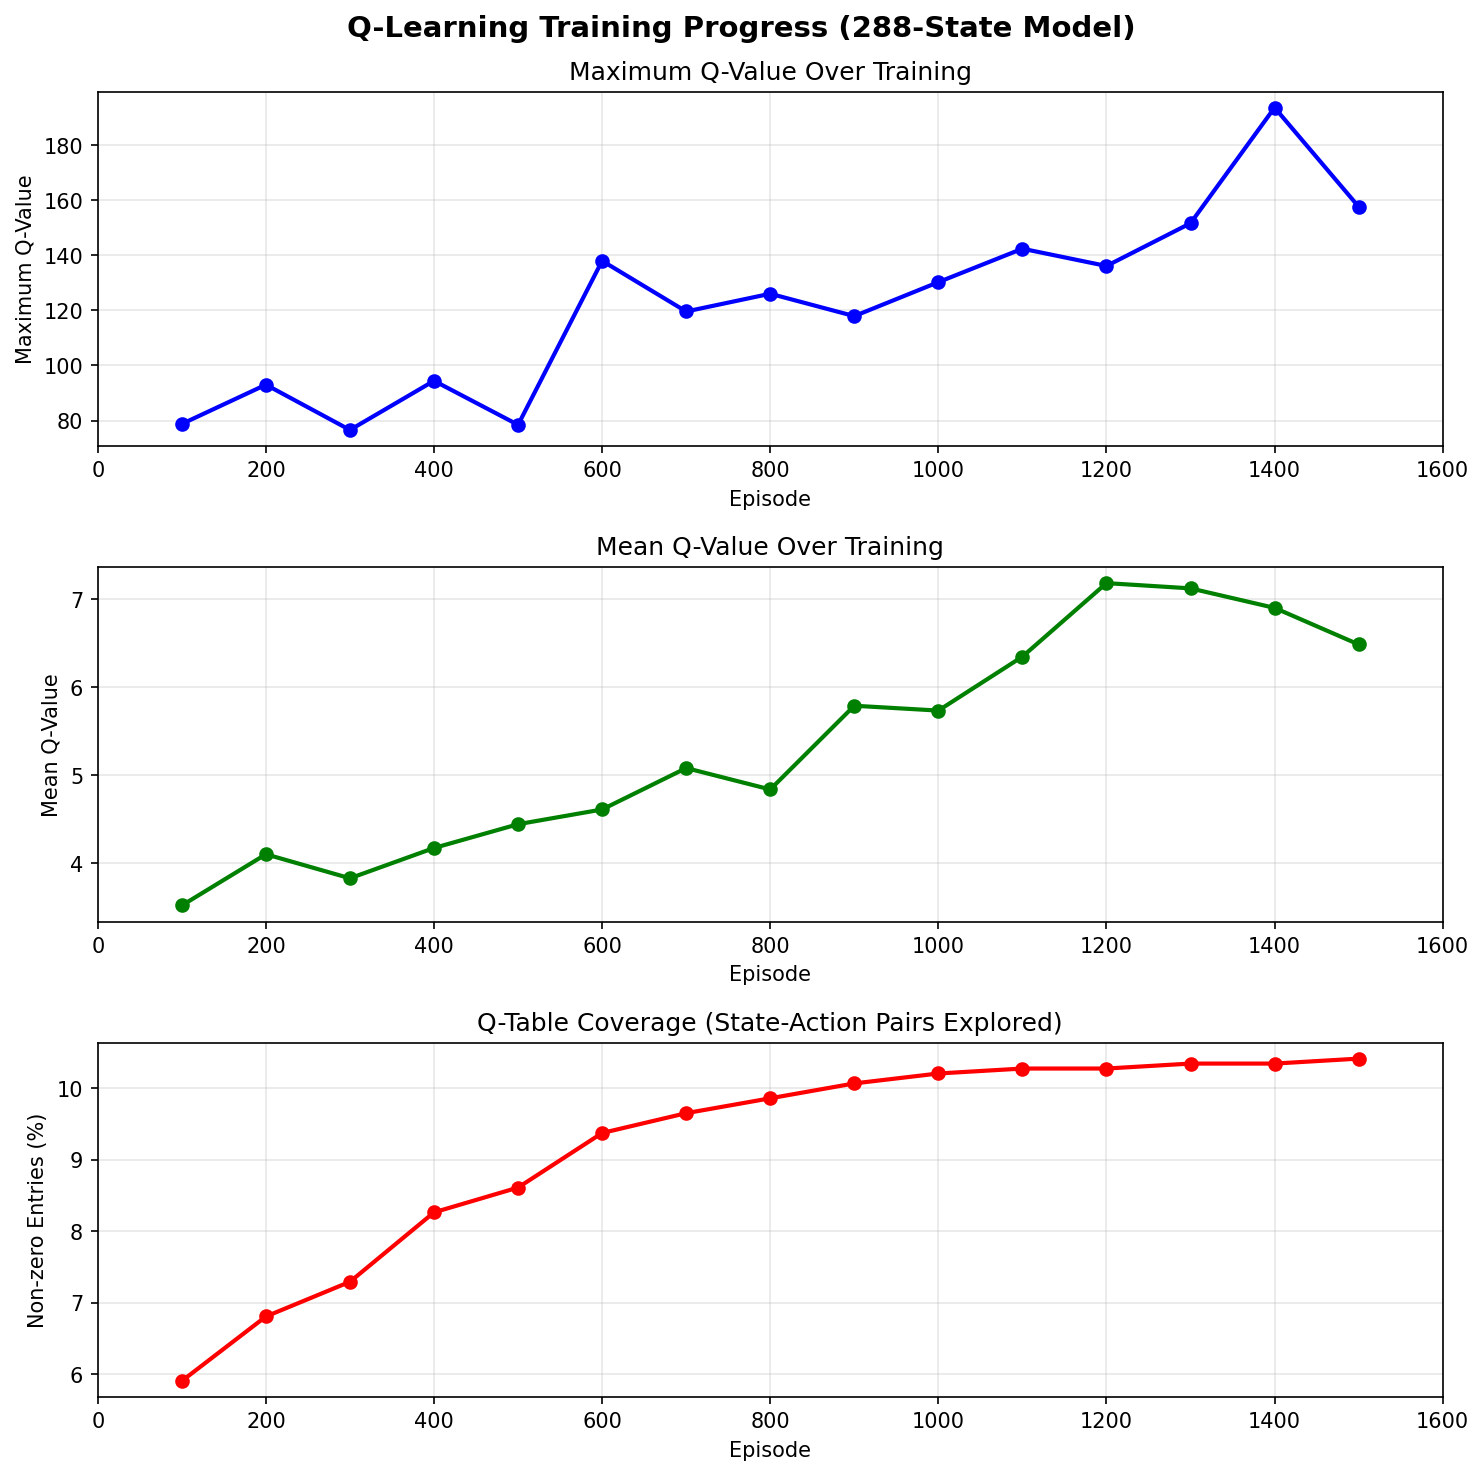 Q-Learning Training Progress (288-State Model)
Maximum Q-Value Over Training
Maximum Q-Value
180
160
140
120
100
80
0 200 400 600 800 1000 1200 1400 1600
Episode
Mean Q-Value Over Training
Mean Q-Value
7
6
5
4
0 200 400 600 800 1000 1200 1400 1600
Episode
Q-Table Coverage (State-Action Pairs Explored)
Non-zero Entries (%)
10
9
8
7
6
0 200 400 600 800 1000 1200 1400 1600
Episode